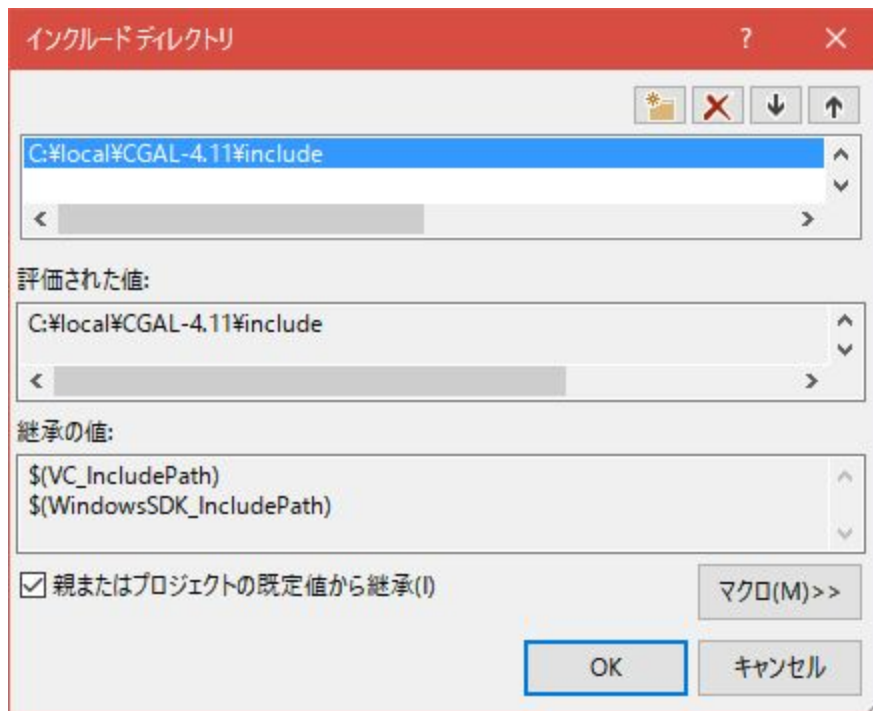 インクルード ディレクトリ
C:¥local¥CGAL-4.11¥include
評価された値:
C:¥local¥CGAL-4.11¥include
継承の値:
$(VC_IncludePath)
$(WindowsSDK_IncludePath)
親またはプロジェクトの既定値から継承(I)
マクロ(M)>>
OK
キャンセル